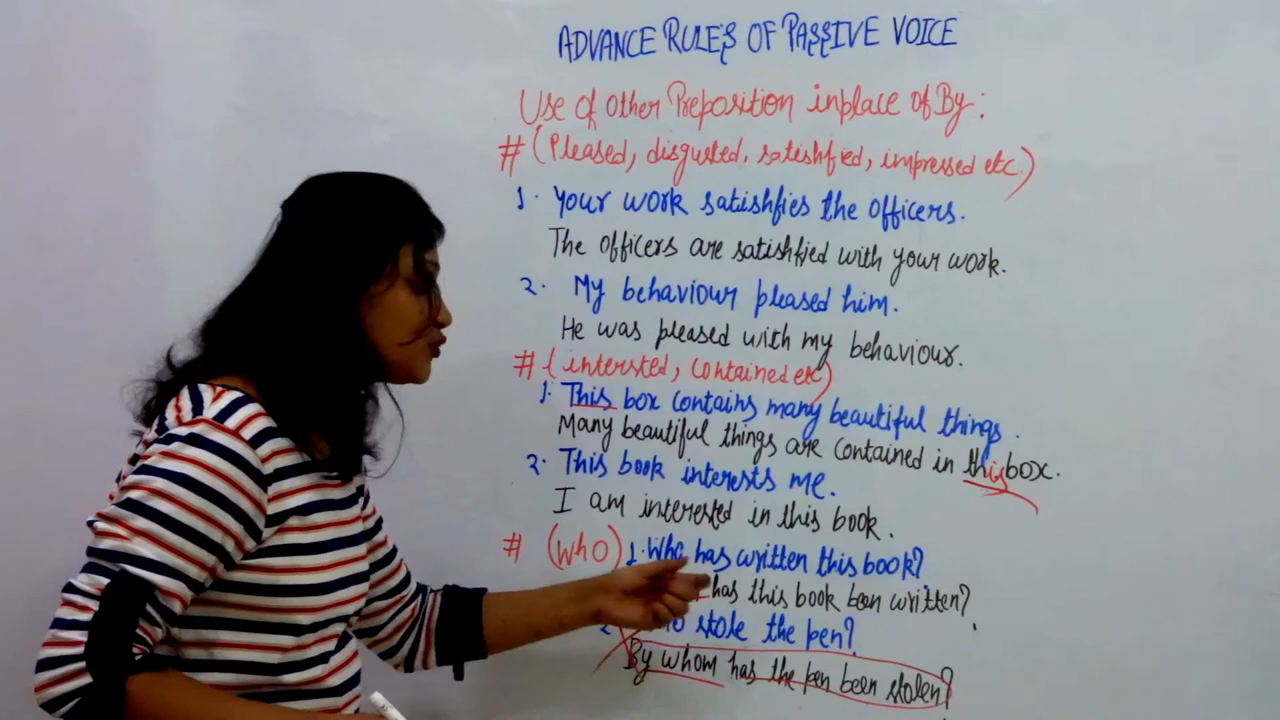 ADVANCE RULES OF PASSIVE VOICE
Use of other Preposition inplace of By:
# (Pleased, disgusted, satishfied, impressed etc.)
1. Your work satishfies the officers.
The officers are satishfied with your work.
2. My behaviour pleased him.
He was pleased with my behaviour.
# (intersted, contained etc)
1. This box contains many beautiful things.
Many beautiful things are contained in this box.
2. This book interests me.
I am interested in this book.
# (WhO) 1. Who has written this book?
has this book been written?
stole the pen?
By whom has the pen been stolen?